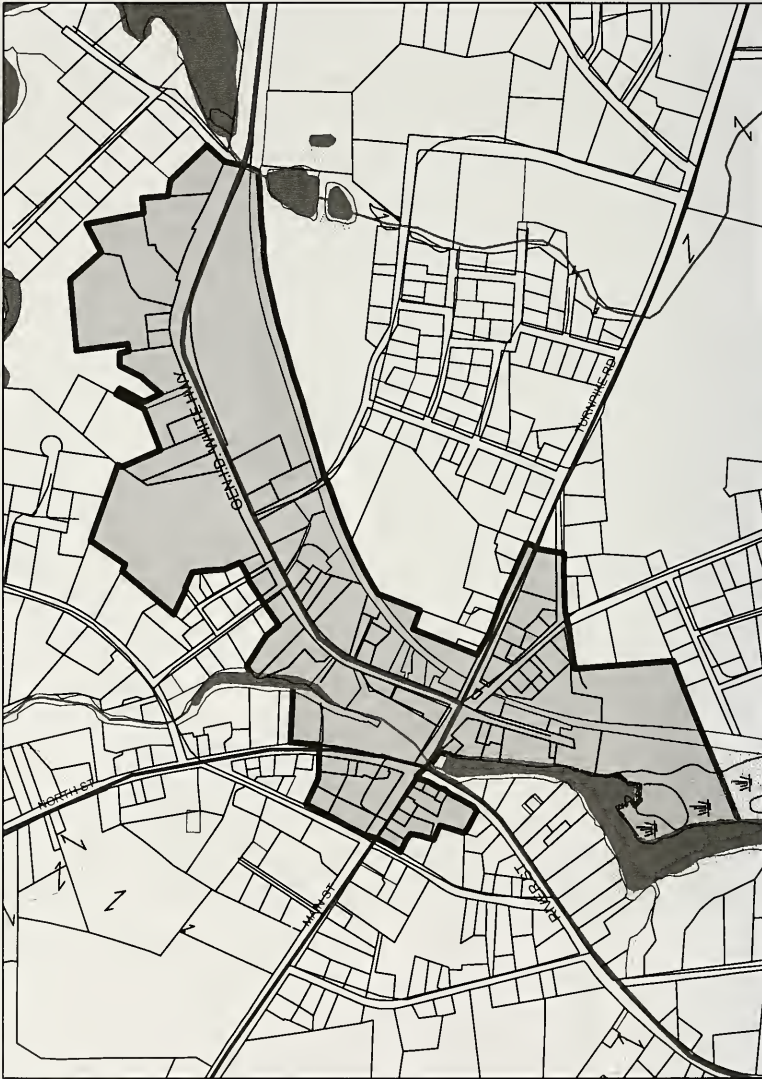 GEN. I.D. WHITE HWY
TURNPIKE RD
NORTH ST
MAIN ST
RIVER ST